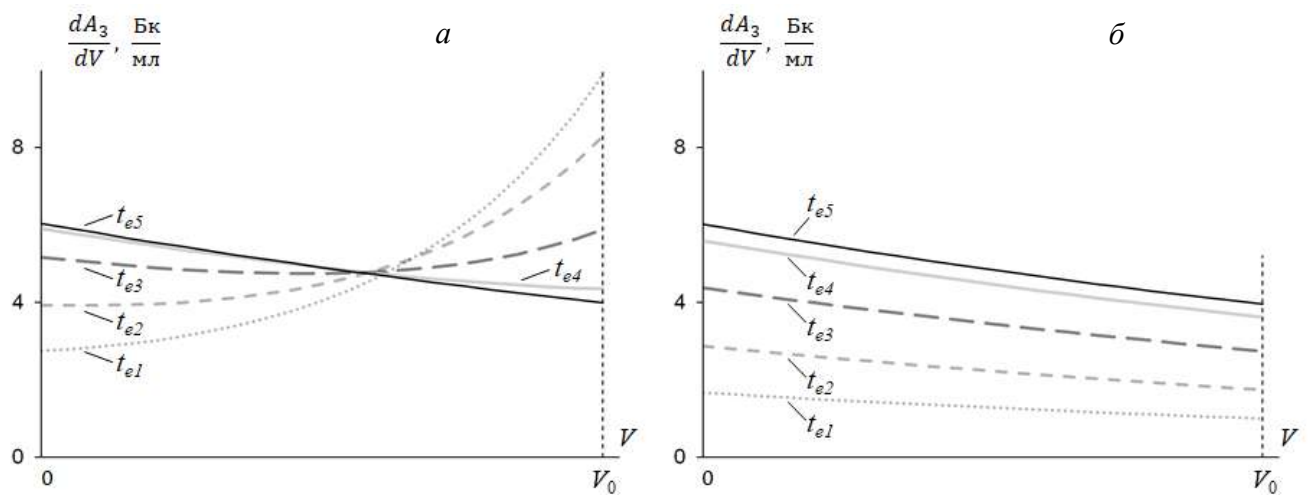 dA₃/dV, Бк/мл
а
8
4
0
0
t_e5
t_e4
t_e3
t_e2
t_e1
V
V₀
dA₃/dV, Бк/мл
б
8
4
0
0
t_e5
t_e4
t_e3
t_e2
t_e1
V
V₀